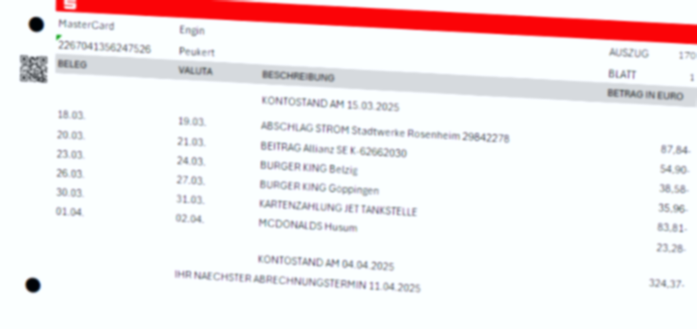 MasterCard Engin AUSZUG 170
2267041356247526 Peukert BLATT 1
BELEG VALUTA BESCHREIBUNG BETRAG IN EURO
KONTOSTAND AM 15.03.2025
18.03. 19.03. ABSCHLAG STROM Stadtwerke Rosenheim 29842278 87,84-
20.03. 21.03. BEITRAG Allianz SE K-62662030 54,90-
23.03. 24.03. BURGER KING Belzig 38,58-
26.03. 27.03. BURGER KING Göppingen 35,96-
30.03. 31.03. KARTENZAHLUNG JET TANKSTELLE 83,81-
01.04. 02.04. MCDONALDS Husum 23,28-
KONTOSTAND AM 04.04.2025 324,37-
IHR NAECHSTER ABRECHNUNGSTERMIN 11.04.2025